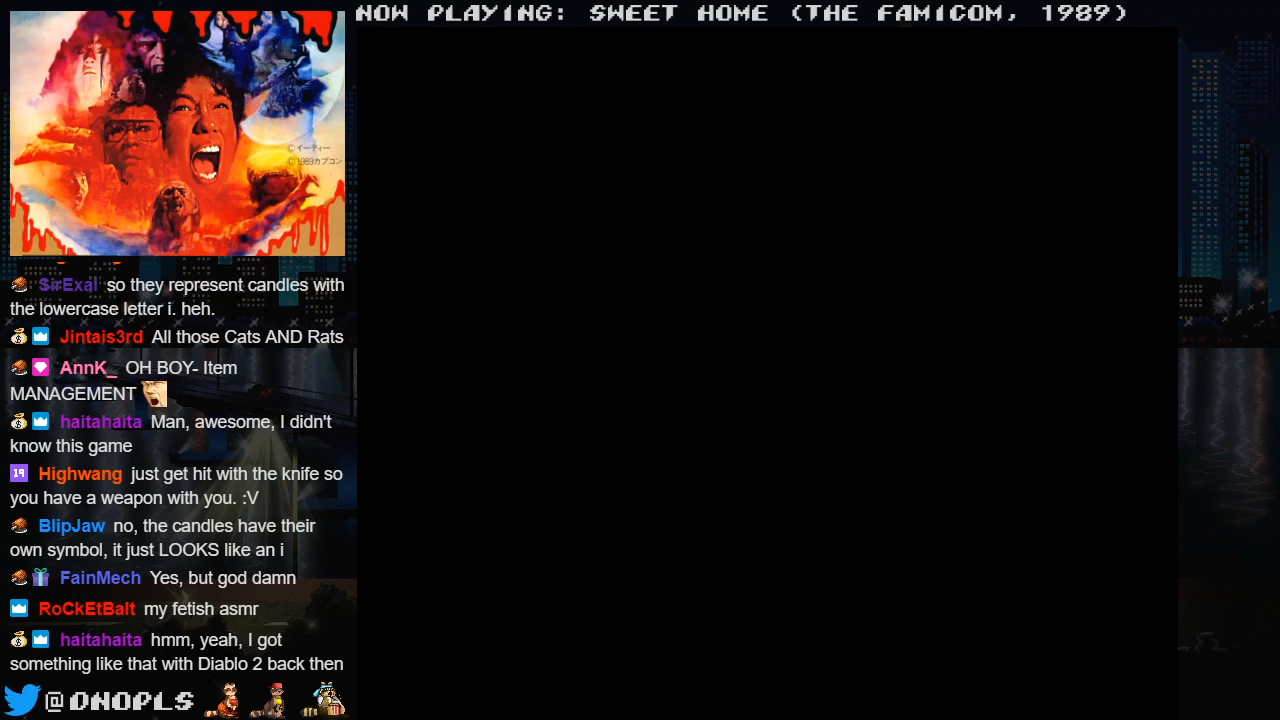 NOW PLAYING: SWEET HOME (THE FAMICOM, 1989)
© イーティー
© 1989カプコン
SirExal so they represent candles with
the lowercase letter i. heh.
Jintais3rd All those Cats AND Rats
AnnK_ OH BOY- Item
MANAGEMENT
haitahaita Man, awesome, I didn't
know this game
19 Highwang just get hit with the knife so
you have a weapon with you. :V
BlipJaw no, the candles have their
own symbol, it just LOOKS like an i
FainMech Yes, but god damn
RoCkEtBalt my fetish asmr
haitahaita hmm, yeah, I got
something like that with Diablo 2 back then
@DNOPLS